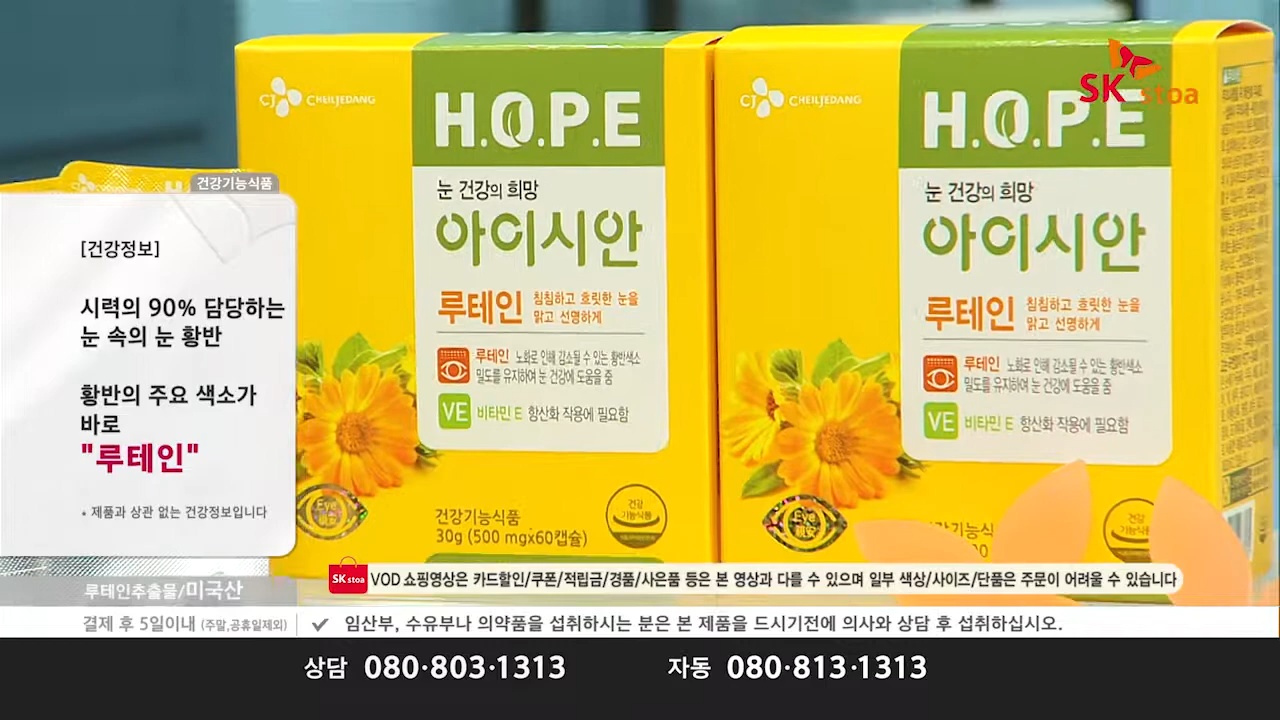 SK stoa
CJ CHEILJEDANG
H.O.P.E
눈 건강의 희망
아이시안
루테인 침침하고 흐릿한 눈을
맑고 선명하게
루테인 노화로 인해 감소될 수 있는 황반색소
밀도를 유지하여 눈 건강에 도움을 줌
VE 비타민 E 항산화 작용에 필요함
Eye
건강기능식품
30g (500 mgx60캡슐)
건강
기능식품
CJ CHEILJEDANG
H.O.P.E
눈 건강의 희망
아이시안
루테인 침침하고 흐릿한 눈을
맑고 선명하게
루테인 노화로 인해 감소될 수 있는 황반색소
밀도를 유지하여 눈 건강에 도움을 줌
VE 비타민 E 항산화 작용에 필요함
Eye
건강
기능식품
건강기능식품
[건강정보]
시력의 90% 담당하는
눈 속의 눈 황반
황반의 주요 색소가
바로
"루테인"
* 제품과 상관 없는 건강정보입니다
루테인추출물/미국산
SK stoa VOD 쇼핑영상은 카드할인/쿠폰/적립금/경품/사은품 등은 본 영상과 다를 수 있으며 일부 색상/사이즈/단품은 주문이 어려울 수 있습니다
결제 후 5일이내 (주말,공휴일제외) ✓ 임산부, 수유부나 의약품을 섭취하시는 분은 본 제품을 드시기전에 의사와 상담 후 섭취하십시오.
상담 080·803·1313 자동 080·813·1313